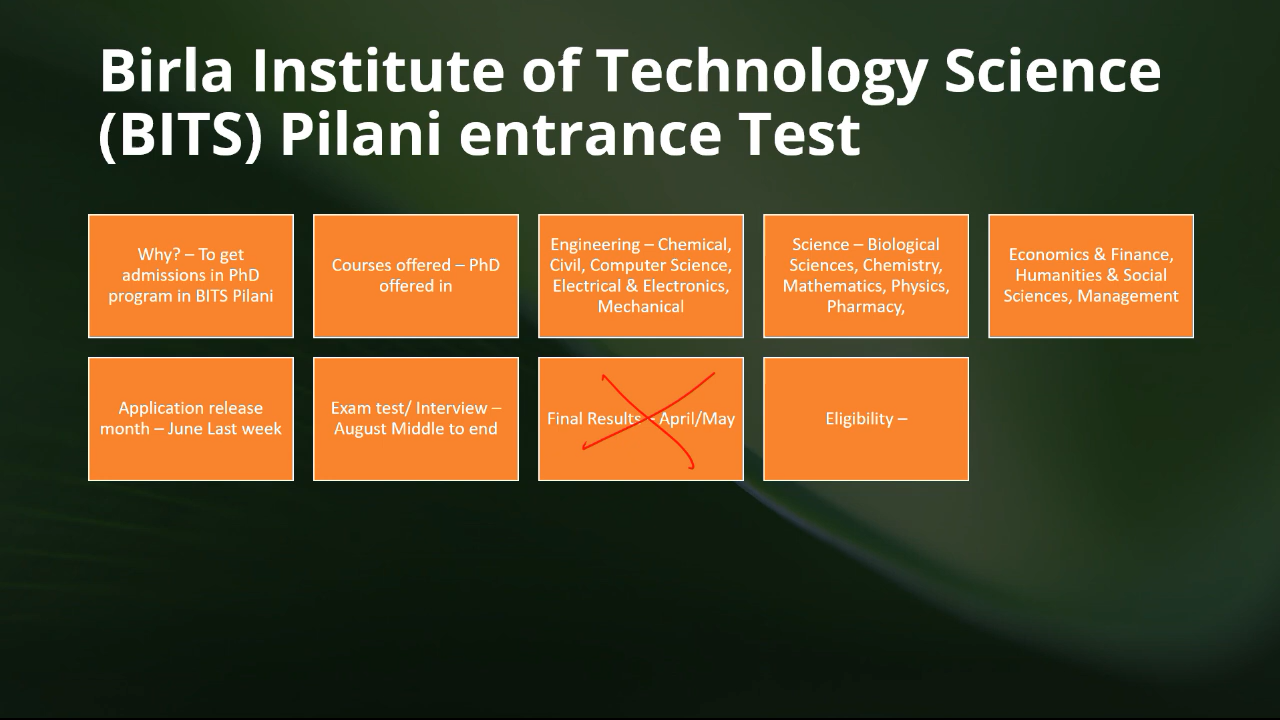 Birla Institute of Technology Science
(BITS) Pilani entrance Test
Why? – To get
admissions in PhD
program in BITS Pilani
Courses offered – PhD
offered in
Engineering – Chemical,
Civil, Computer Science,
Electrical & Electronics,
Mechanical
Science – Biological
Sciences, Chemistry,
Mathematics, Physics,
Pharmacy,
Economics & Finance,
Humanities & Social
Sciences, Management
Application release
month – June Last week
Exam test/ Interview –
August Middle to end
Final Results – April/May
Eligibility –